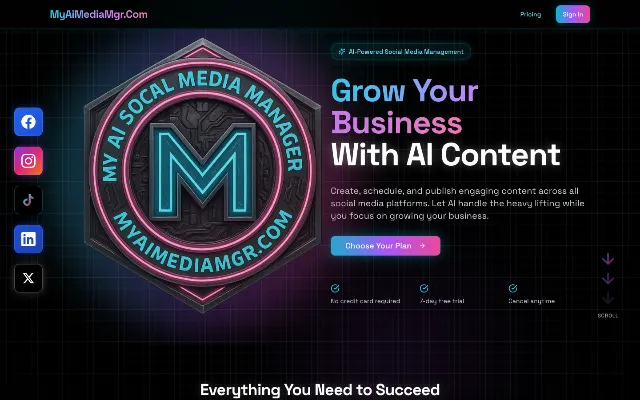 MyAiMediaMgr.Com
Pricing
Sign In
MY AI SOCAL MEDIA MANAGER
M
MYAIMEDIAMGR.COM
AI-Powered Social Media Management
Grow Your
Business
With AI Content
Create, schedule, and publish engaging content across all
social media platforms. Let AI handle the heavy lifting while
you focus on growing your business.
Choose Your Plan
No credit card required
7-day free trial
Cancel anytime
SCROLL
Everything You Need to Succeed